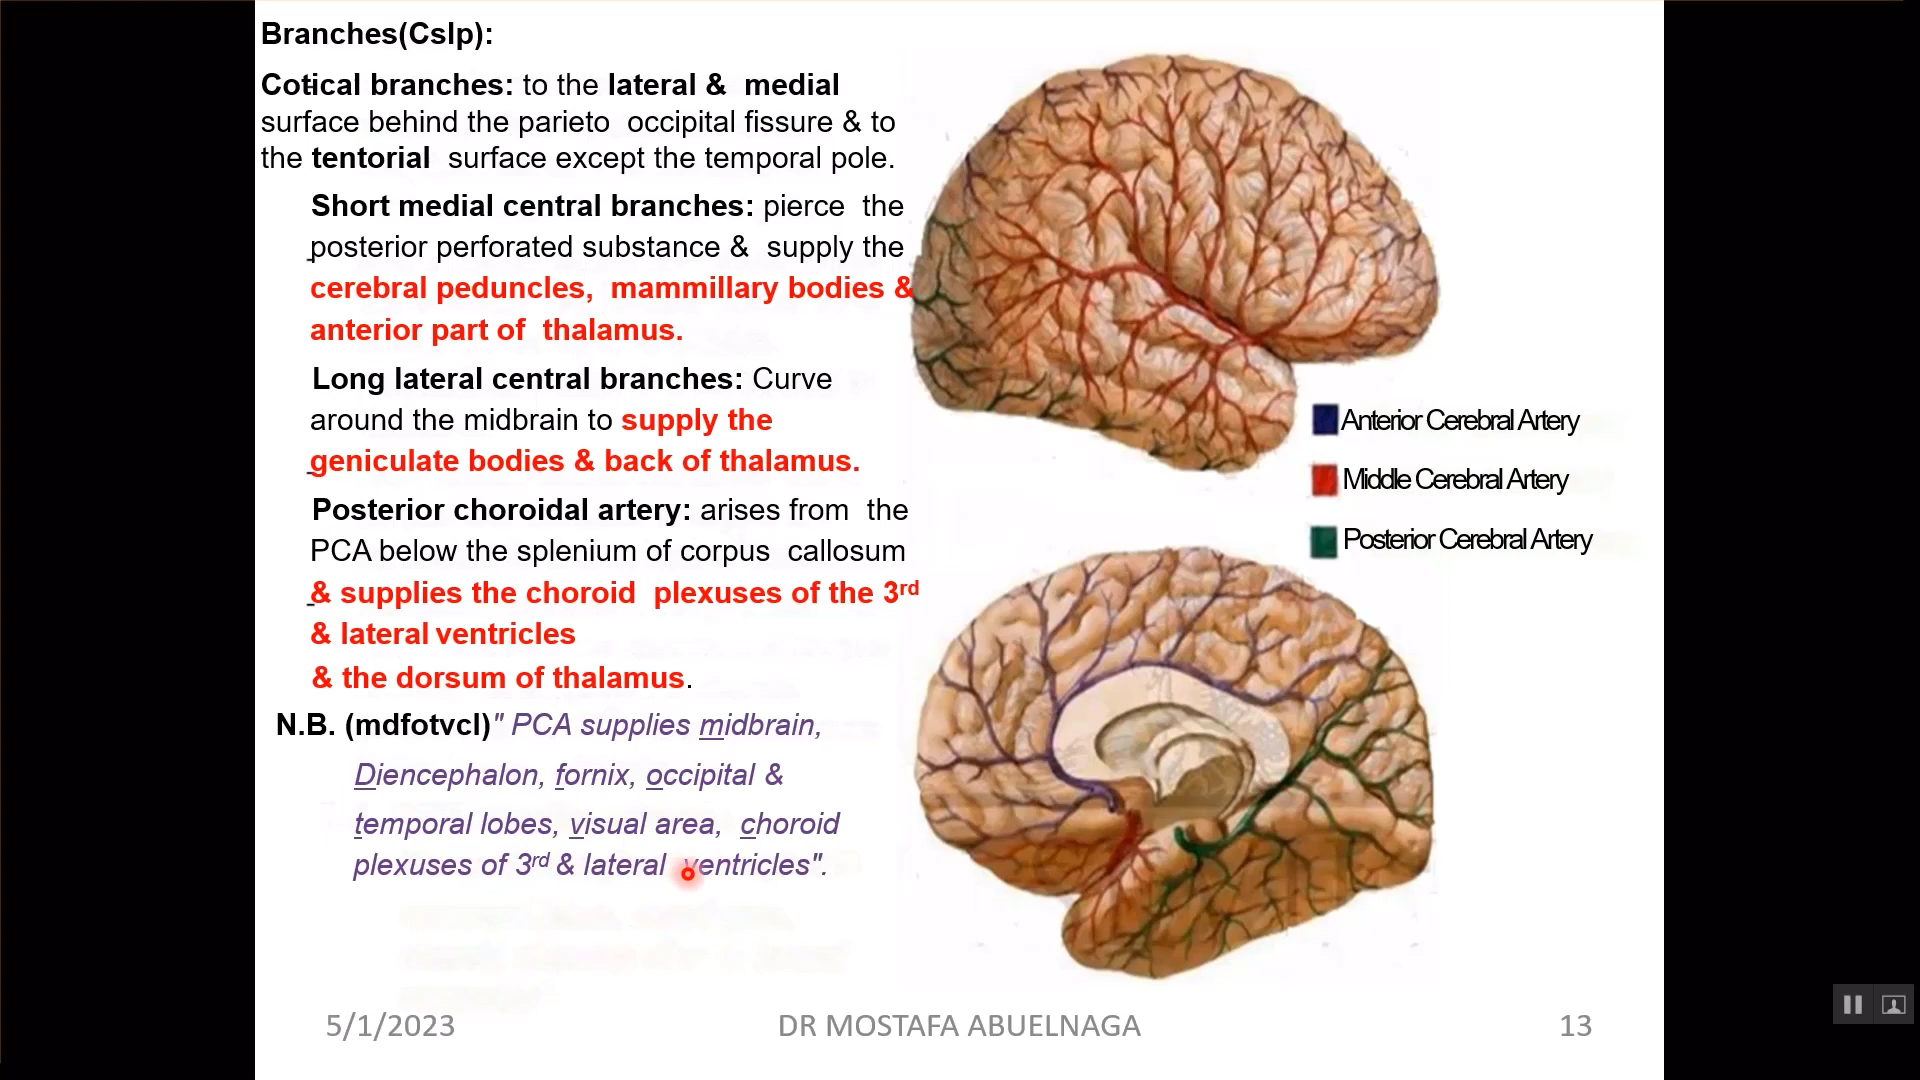 Branches(Cslp):
Cotical branches: to the lateral & medial
surface behind the parieto occipital fissure & to
the tentorial surface except the temporal pole.
Short medial central branches: pierce the
posterior perforated substance & supply the
cerebral peduncles, mammillary bodies &
anterior part of thalamus.
Long lateral central branches: Curve
around the midbrain to supply the
geniculate bodies & back of thalamus.
Posterior choroidal artery: arises from the
PCA below the splenium of corpus callosum
& supplies the choroid plexuses of the 3rd
& lateral ventricles
& the dorsum of thalamus.
N.B. (mdfotvcl)" PCA supplies midbrain,
Diencephalon, fornix, occipital &
temporal lobes, visual area, choroid
plexuses of 3rd & lateral ventricles".
Anterior Cerebral Artery
Middle Cerebral Artery
Posterior Cerebral Artery
5/1/2023
DR MOSTAFA ABUELNAGA
13